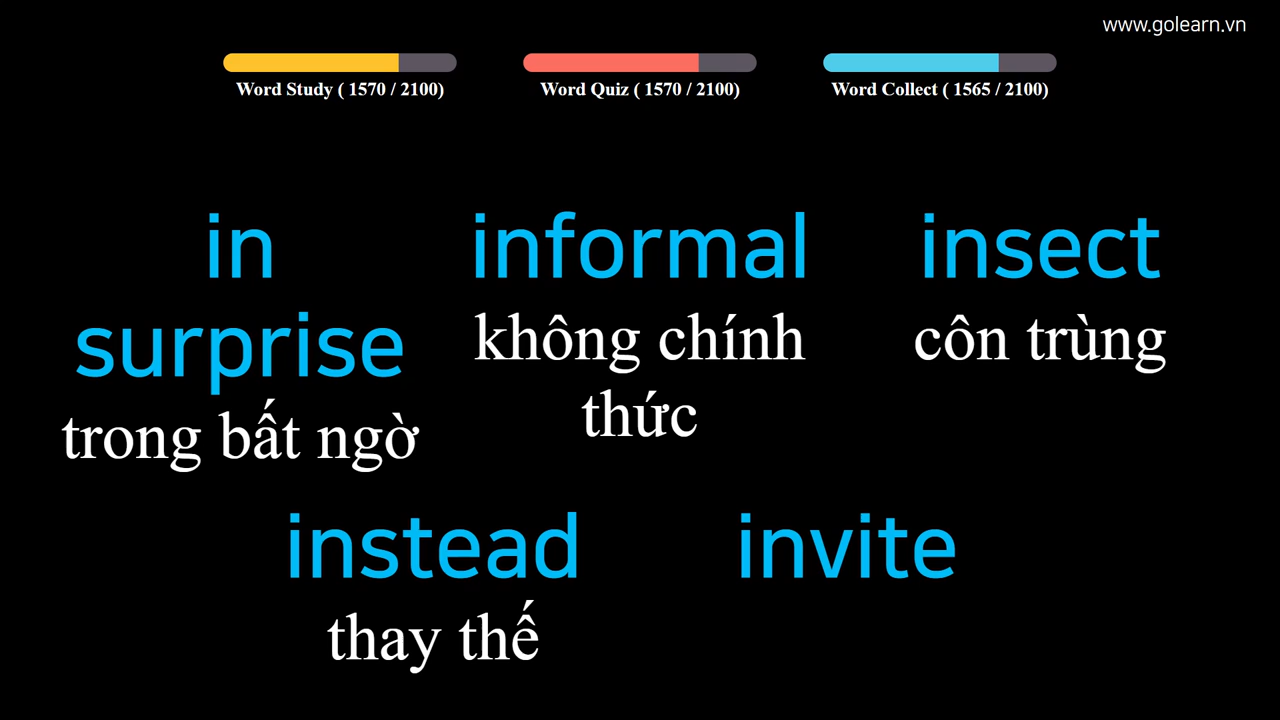 www.golearn.vn
Word Study ( 1570 / 2100)
Word Quiz ( 1570 / 2100)
Word Collect ( 1565 / 2100)
in
surprise
trong bất ngờ
informal
không chính
thức
insect
côn trùng
instead
thay thế
invite